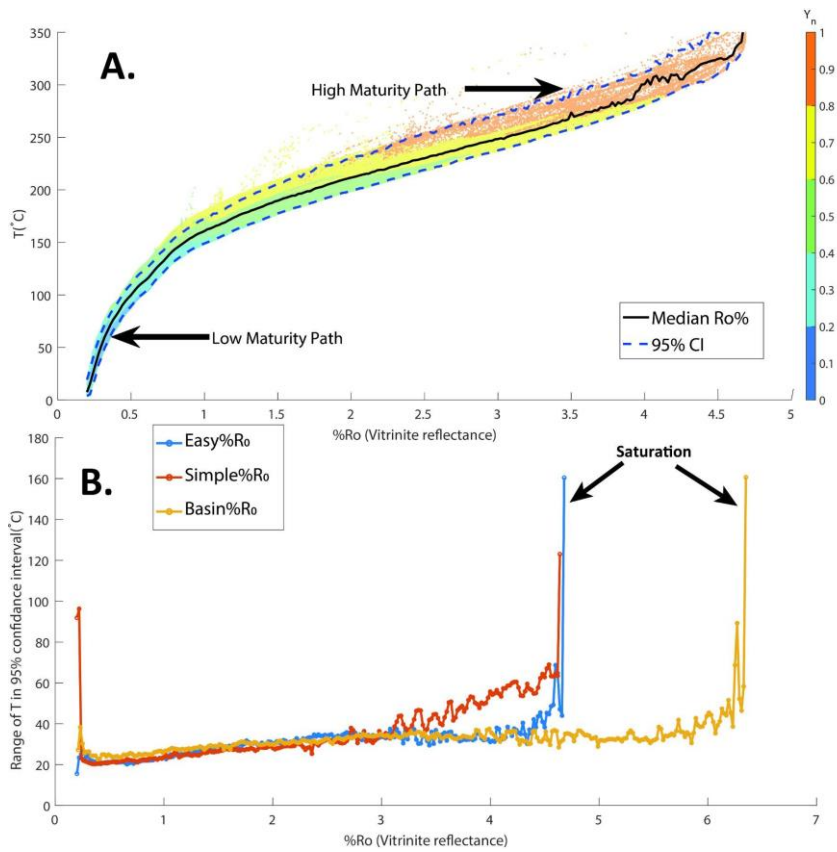 A.
Yₙ
350
300
250
200
150
100
50
0
T(°C)
High Maturity Path
Low Maturity Path
Median Ro%
95% CI
1
0.9
0.8
0.7
0.6
0.5
0.4
0.3
0.2
0.1
0
0 0.5 1 1.5 2 2.5 3 3.5 4 4.5 5
%Ro (Vitrinite reflectance)
B.
180
160
140
120
100
80
60
40
20
0
Range of T in 95% confidance interval(°C)
Easy%R₀
Simple%R₀
Basin%R₀
Saturation
0 1 2 3 4 5 6 7
%Ro (Vitrinite reflectance)